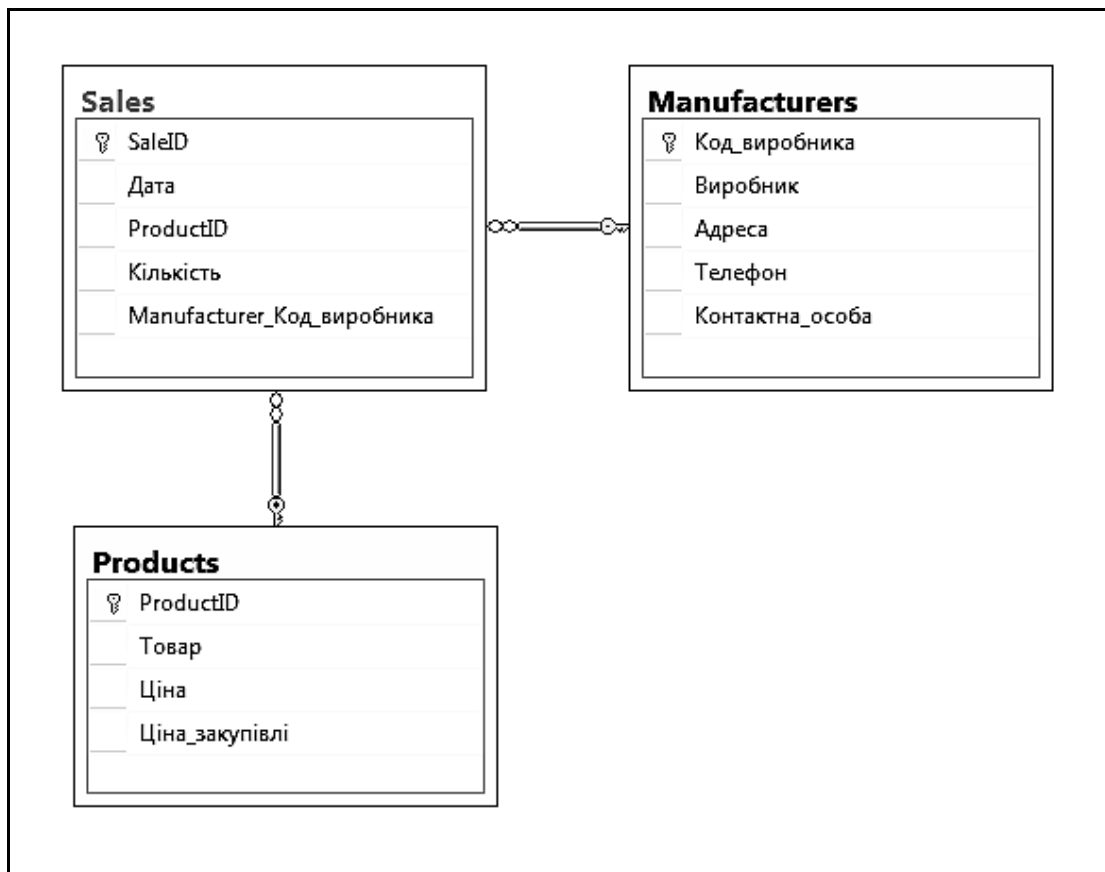 Sales
SaleID
Дата
ProductID
Кількість
Manufacturer_Код_виробника
Manufacturers
Код_виробника
Виробник
Адреса
Телефон
Контактна_особа
Products
ProductID
Товар
Ціна
Ціна_закупівлі